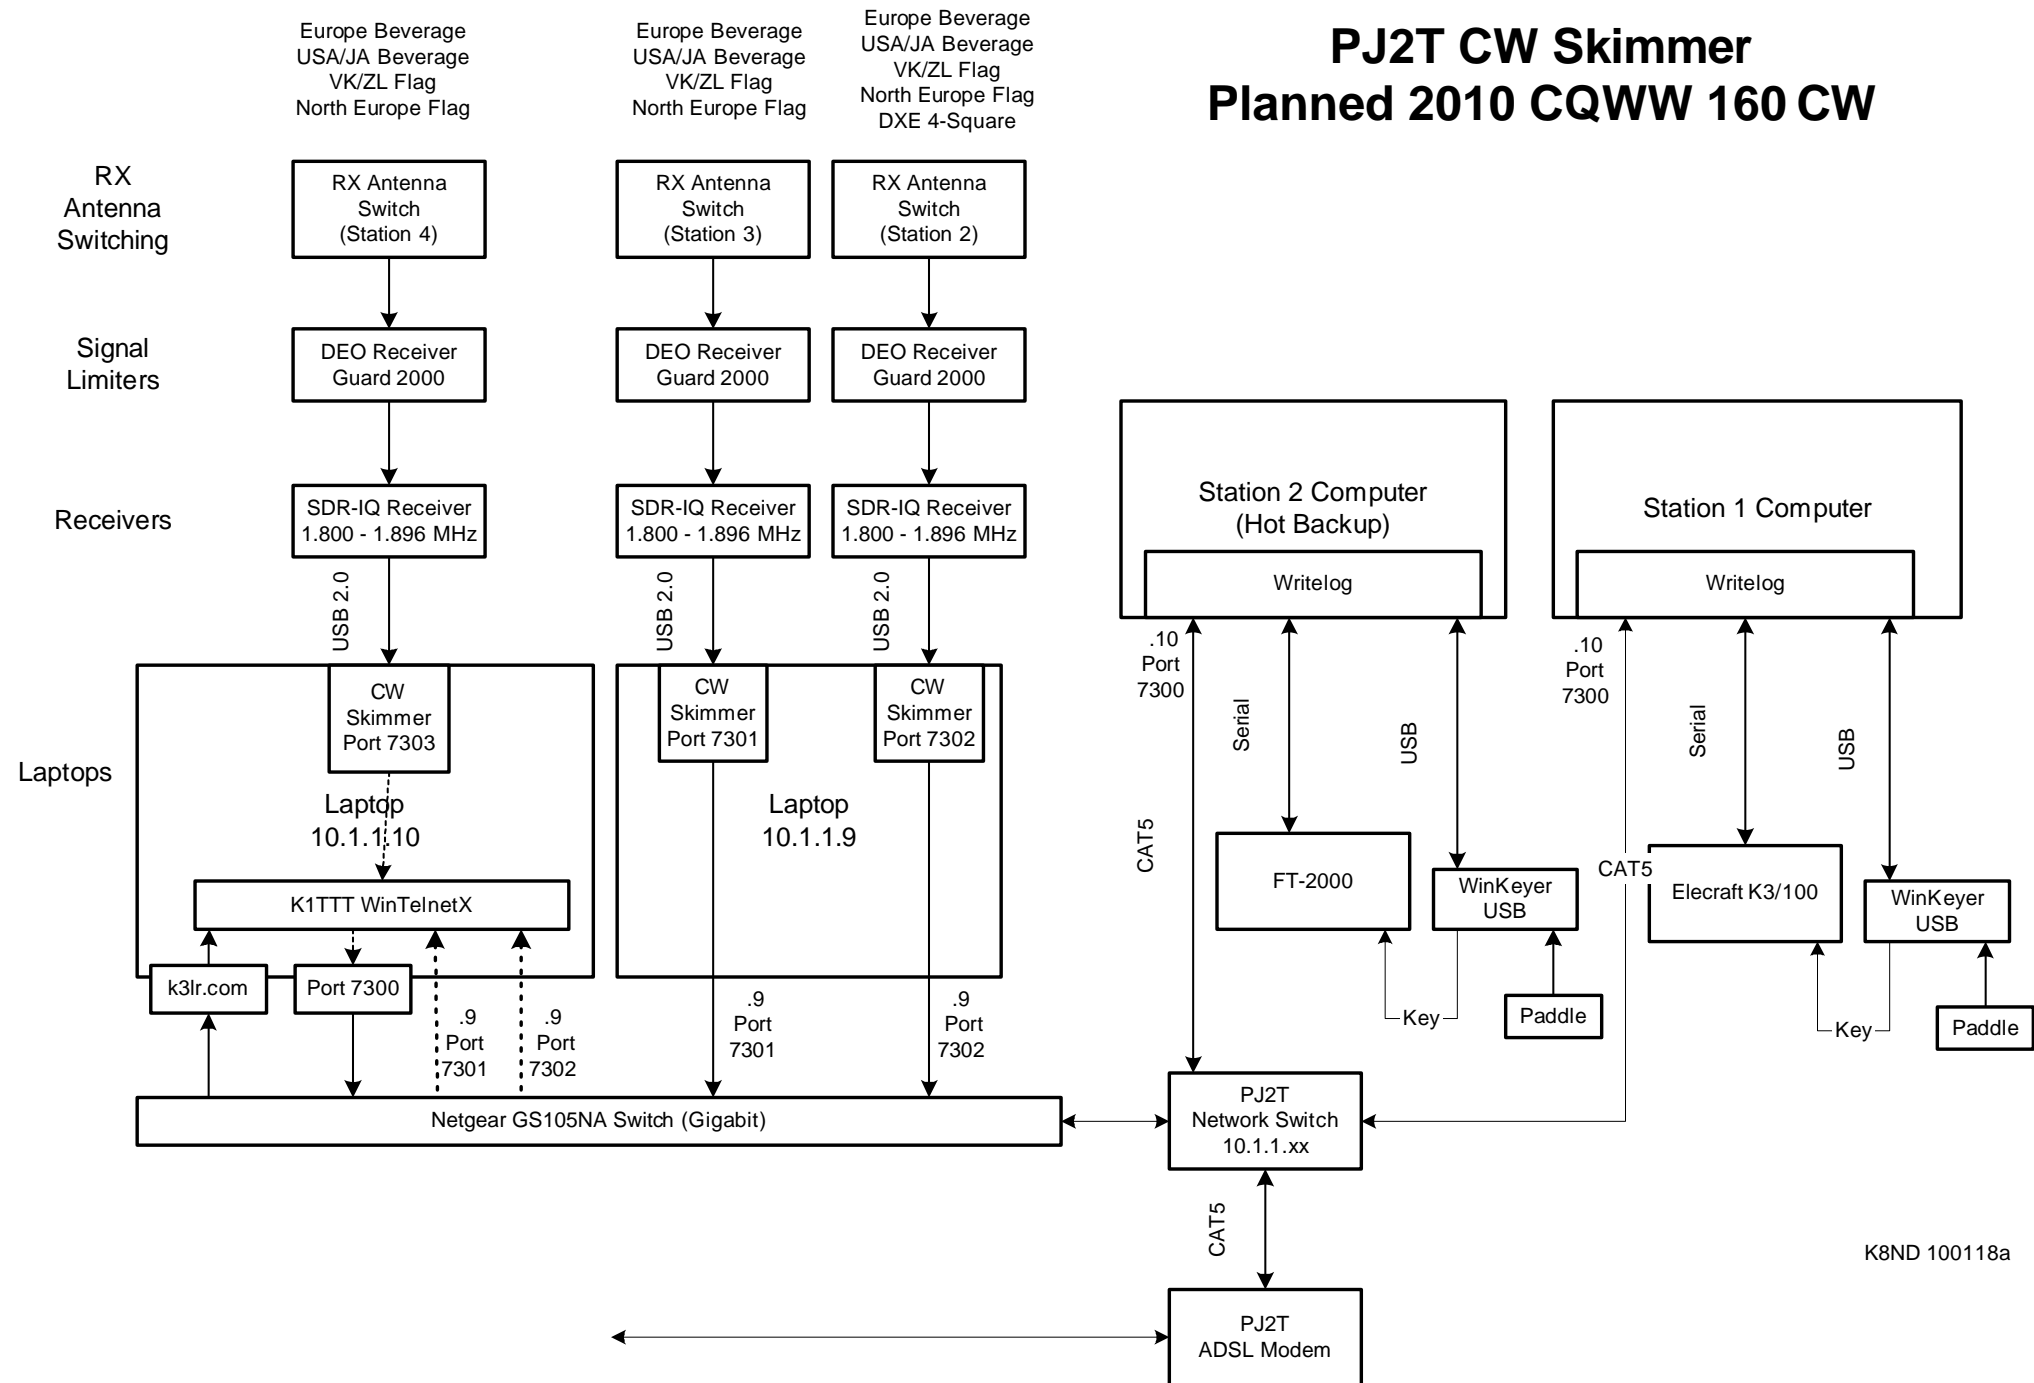 PJ2T CW Skimmer
Planned 2010 CQWW 160 CW
Europe Beverage
USA/JA Beverage
VK/ZL Flag
North Europe Flag
Europe Beverage
USA/JA Beverage
VK/ZL Flag
North Europe Flag
Europe Beverage
USA/JA Beverage
VK/ZL Flag
North Europe Flag
DXE 4-Square
RX
Antenna
Switching
RX Antenna
Switch
(Station 4)
RX Antenna
Switch
(Station 3)
RX Antenna
Switch
(Station 2)
Signal
Limiters
DEO Receiver
Guard 2000
DEO Receiver
Guard 2000
DEO Receiver
Guard 2000
Receivers
SDR-IQ Receiver
1.800 - 1.896 MHz
SDR-IQ Receiver
1.800 - 1.896 MHz
SDR-IQ Receiver
1.800 - 1.896 MHz
USB 2.0
USB 2.0
USB 2.0
Laptops
CW
Skimmer
Port 7303
Laptop
10.1.1.10
K1TTT WinTelnetX
k3lr.com
Port 7300
.9
Port
7301
.9
Port
7302
CW
Skimmer
Port 7301
CW
Skimmer
Port 7302
Laptop
10.1.1.9
.9
Port
7301
.9
Port
7302
Netgear GS105NA Switch (Gigabit)
Station 2 Computer
(Hot Backup)
Writelog
.10
Port
7300
Serial
USB
CAT5
FT-2000
WinKeyer
USB
Key
Paddle
Station 1 Computer
Writelog
.10
Port
7300
Serial
USB
CAT5
Elecraft K3/100
WinKeyer
USB
Key
Paddle
PJ2T
Network Switch
10.1.1.xx
CAT5
PJ2T
ADSL Modem
K8ND 100118a